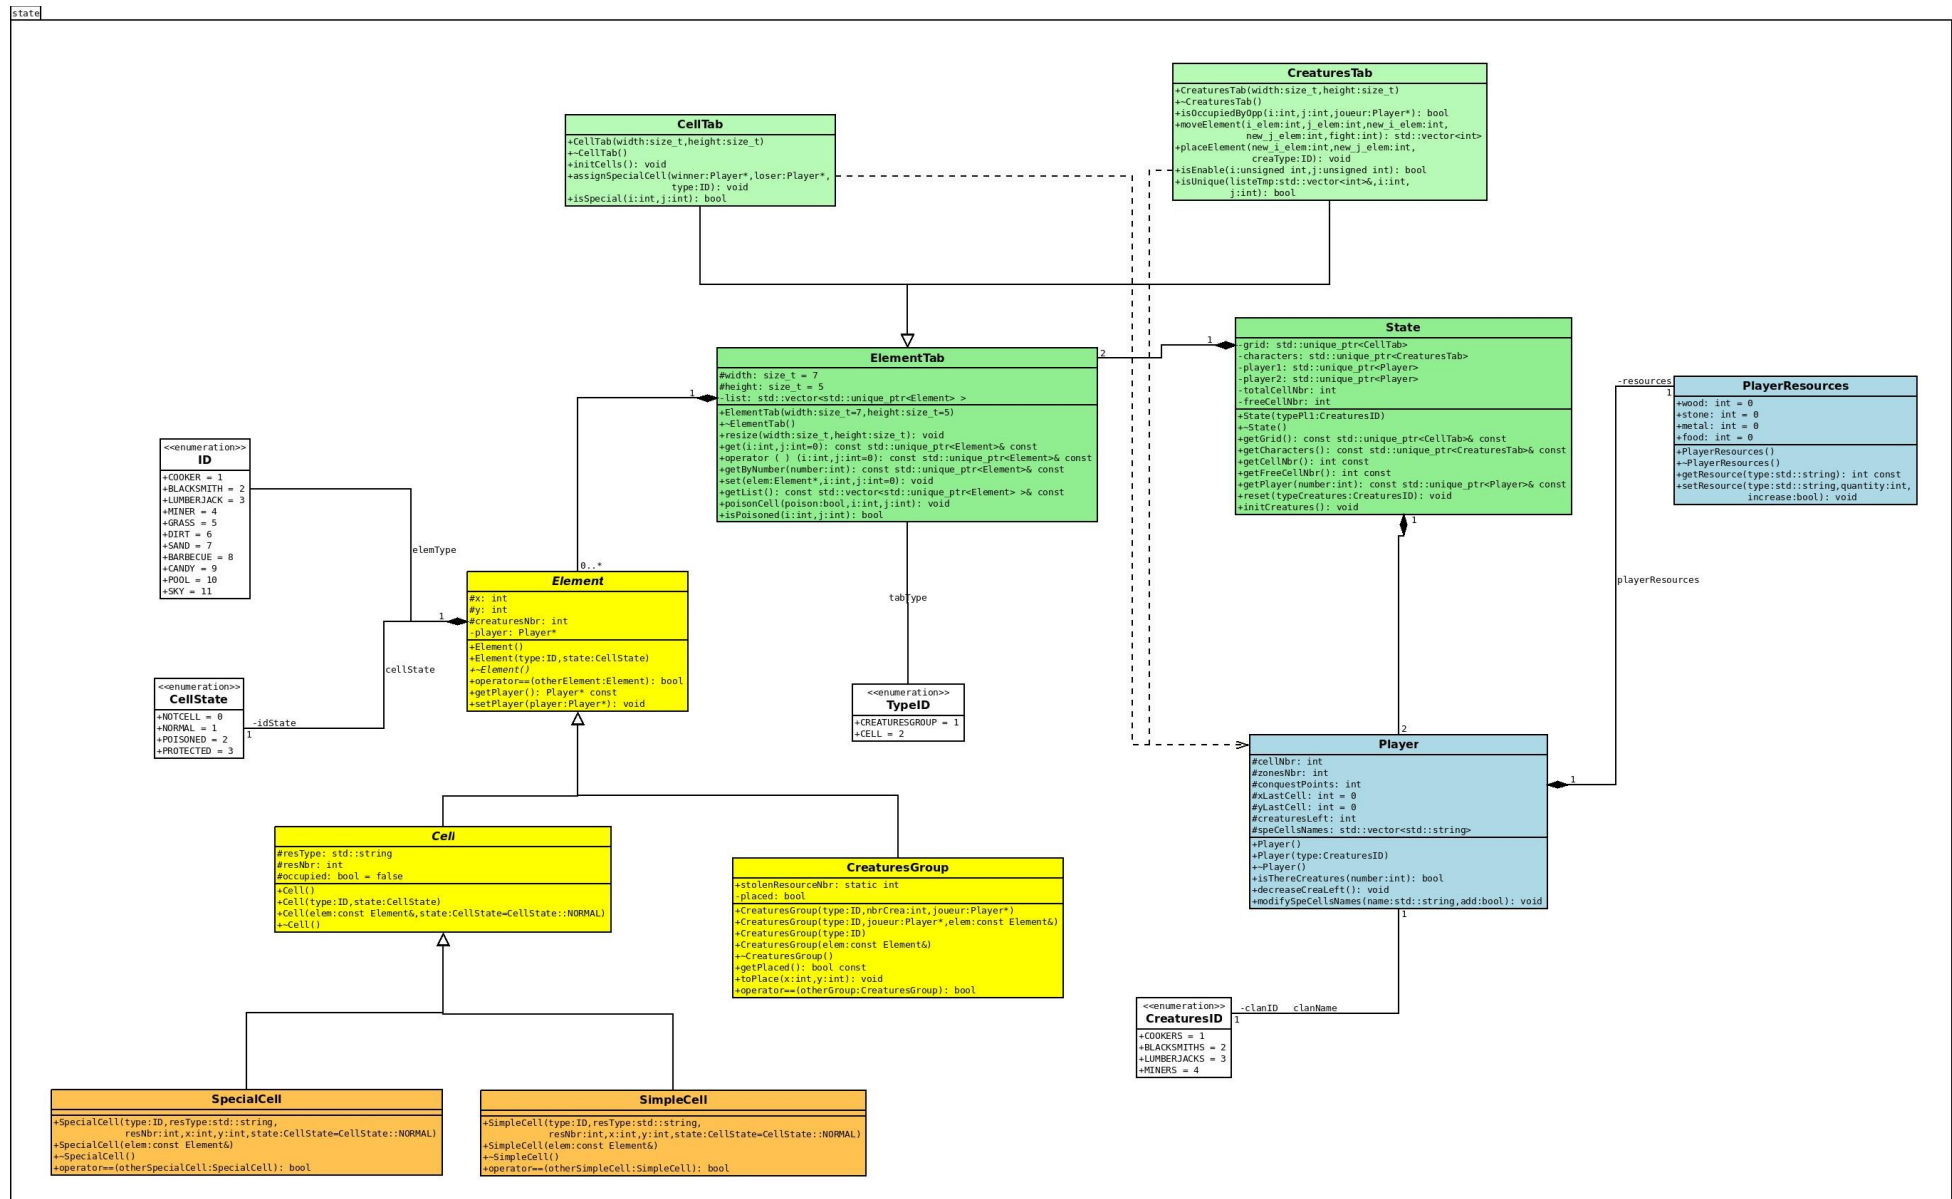 state
CreaturesTab
+CreaturesTab(width:size_t,height:size_t)
+~CreaturesTab()
+isOccupiedByOpp(i:int,j:int,joueur:Player*): bool
+moveElement(i_elem:int,j_elem:int,new_i_elem:int,
new_j_elem:int,fight:int): std::vector<int>
+placeElement(new_i_elem:int,new_j_elem:int,
creaType:ID): void
+isEnable(i:unsigned int,j:unsigned int): bool
+isUnique(listeTmp:std::vector<int>&,i:int,
j:int): bool
CellTab
+CellTab(width:size_t,height:size_t)
+~CellTab()
+initCells(): void
+assignSpecialCell(winner:Player*,loser:Player*,
type:ID): void
+isSpecial(i:int,j:int): bool
ElementTab
#width: size_t = 7
#height: size_t = 5
-list: std::vector<std::unique_ptr<Element> >
+ElementTab(width:size_t=7,height:size_t=5)
+~ElementTab()
+resize(width:size_t,height:size_t): void
+get(i:int,j:int=0): const std::unique_ptr<Element>& const
+operator ( ) (i:int,j:int=0): const std::unique_ptr<Element>& const
+getByNumber(number:int): const std::unique_ptr<Element>& const
+set(elem:Element*,i:int,j:int=0): void
+getList(): const std::vector<std::unique_ptr<Element> >& const
+poisonCell(poison:bool,i:int,j:int): void
+isPoisoned(i:int,j:int): bool
1
2
1
State
-grid: std::unique_ptr<CellTab>
-characters: std::unique_ptr<CreaturesTab>
-player1: std::unique_ptr<Player>
-player2: std::unique_ptr<Player>
-totalCellNbr: int
-freeCellNbr: int
+State(typePl1:CreaturesID)
+~State()
+getGrid(): const std::unique_ptr<CellTab>& const
+getCharacters(): const std::unique_ptr<CreaturesTab>& const
+getCellNbr(): int const
+getFreeCellNbr(): int const
+getPlayer(number:int): const std::unique_ptr<Player>& const
+reset(typeCreatures:CreaturesID): void
+initCreatures(): void
1
-resources
1
PlayerResources
+wood: int = 0
+stone: int = 0
+metal: int = 0
+food: int = 0
+PlayerResources()
+~PlayerResources()
+getResource(type:std::string): int const
+setResource(type:std::string,quantity:int,
increase:bool): void
playerResources
<<enumeration>>
ID
+COOKER = 1
+BLACKSMITH = 2
+LUMBERJACK = 3
+MINER = 4
+GRASS = 5
+DIRT = 6
+SAND = 7
+BARBECUE = 8
+CANDY = 9
+POOL = 10
+SKY = 11
elemType
0..*
Element
#x: int
#y: int
#creaturesNbr: int
-player: Player*
+Element()
+Element(type:ID,state:CellState)
+~Element()
+operator==(otherElement:Element): bool
+getPlayer(): Player* const
+setPlayer(player:Player*): void
1
cellState
<<enumeration>>
CellState
+NOTCELL = 0
+NORMAL = 1
+POISONED = 2
+PROTECTED = 3
-idState
1
tabType
<<enumeration>>
TypeID
+CREATURESGROUP = 1
+CELL = 2
2
Player
#cellNbr: int
#zonesNbr: int
#conquestPoints: int
#xLastCell: int = 0
#yLastCell: int = 0
#creaturesLeft: int
#speCellsNames: std::vector<std::string>
+Player()
+Player(type:CreaturesID)
+~Player()
+isThereCreatures(number:int): bool
+decreaseCreaLeft(): void
+modifySpeCellsNames(name:std::string,add:bool): void
1
1
Cell
#resType: std::string
#resNbr: int
#occupied: bool = false
+Cell()
+Cell(type:ID,state:CellState)
+Cell(elem:const Element&,state:CellState=CellState::NORMAL)
+~Cell()
CreaturesGroup
+stolenResourceNbr: static int
-placed: bool
+CreaturesGroup(type:ID,nbrCrea:int,joueur:Player*)
+CreaturesGroup(type:ID,joueur:Player*,elem:const Element&)
+CreaturesGroup(type:ID)
+CreaturesGroup(elem:const Element&)
+~CreaturesGroup()
+getPlaced(): bool const
+toPlace(x:int,y:int): void
+operator==(otherGroup:CreaturesGroup): bool
<<enumeration>>
CreaturesID
+COOKERS = 1
+BLACKSMITHS = 2
+LUMBERJACKS = 3
+MINERS = 4
-clanID clanName
1
SpecialCell
+SpecialCell(type:ID,resType:std::string,
resNbr:int,x:int,y:int,state:CellState=CellState::NORMAL)
+SpecialCell(elem:const Element&)
+~SpecialCell()
+operator==(otherSpecialCell:SpecialCell): bool
SimpleCell
+SimpleCell(type:ID,resType:std::string,
resNbr:int,x:int,y:int,state:CellState=CellState::NORMAL)
+SimpleCell(elem:const Element&)
+~SimpleCell()
+operator==(otherSimpleCell:SimpleCell): bool